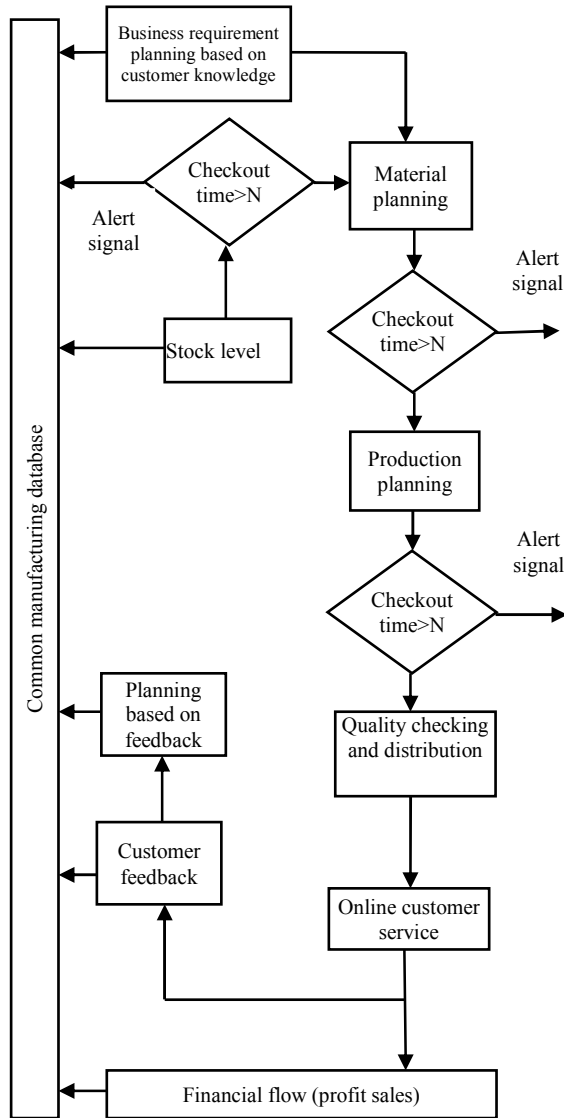 Business requirement
planning based on
customer knowledge
Checkout
time>N
Material
planning
Alert
signal
Alert
signal
Checkout
time>N
Stock level
Production
planning
Alert
signal
Checkout
time>N
Common manufacturing database
Planning
based on
feedback
Quality checking
and distribution
Customer
feedback
Online customer
service
Financial flow (profit sales)